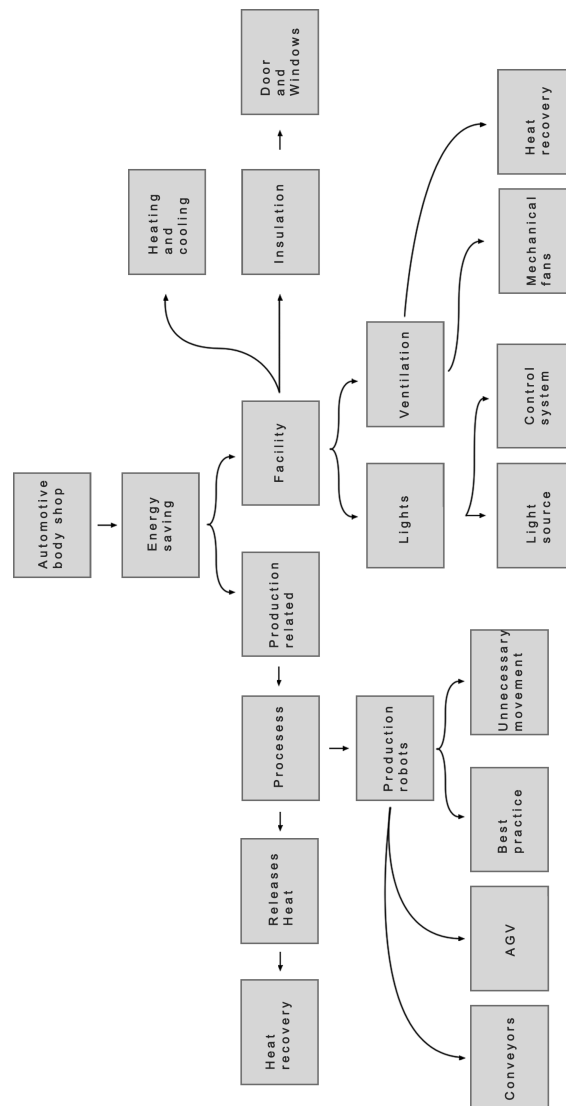 Automotive
body shop
Energy
saving
Production
related
Facility
Heat
recovery
Releases
Heat
Procesess
Heating
and
cooling
Insulation
Door
and
Windows
Production
robots
Lights
Ventilation
Conveyors
AGV
Best
practice
Unnecessary
movement
Light
source
Control
system
Mechanical
fans
Heat
recovery